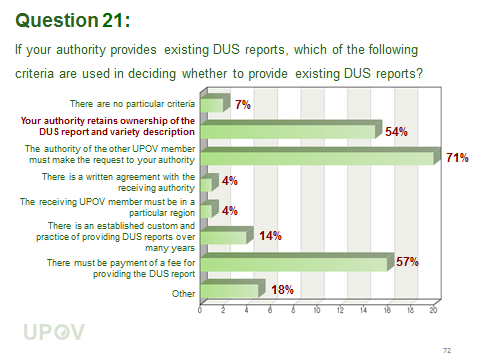 Question 21:
If your authority provides existing DUS reports, which of the following
criteria are used in deciding whether to provide existing DUS reports?
There are no particular criteria
7%
Your authority retains ownership of the
DUS report and variety description
54%
The authority of the other UPOV member
must make the request to your authority
71%
There is a written agreement with the
receiving authority
4%
The receiving UPOV member must be in a
particular region
4%
There is an established custom and
practice of providing DUS reports over
many years
14%
There must be payment of a fee for
providing the DUS report
57%
Other
18%
0 2 4 6 8 10 12 14 16 18 20
UPOV
72